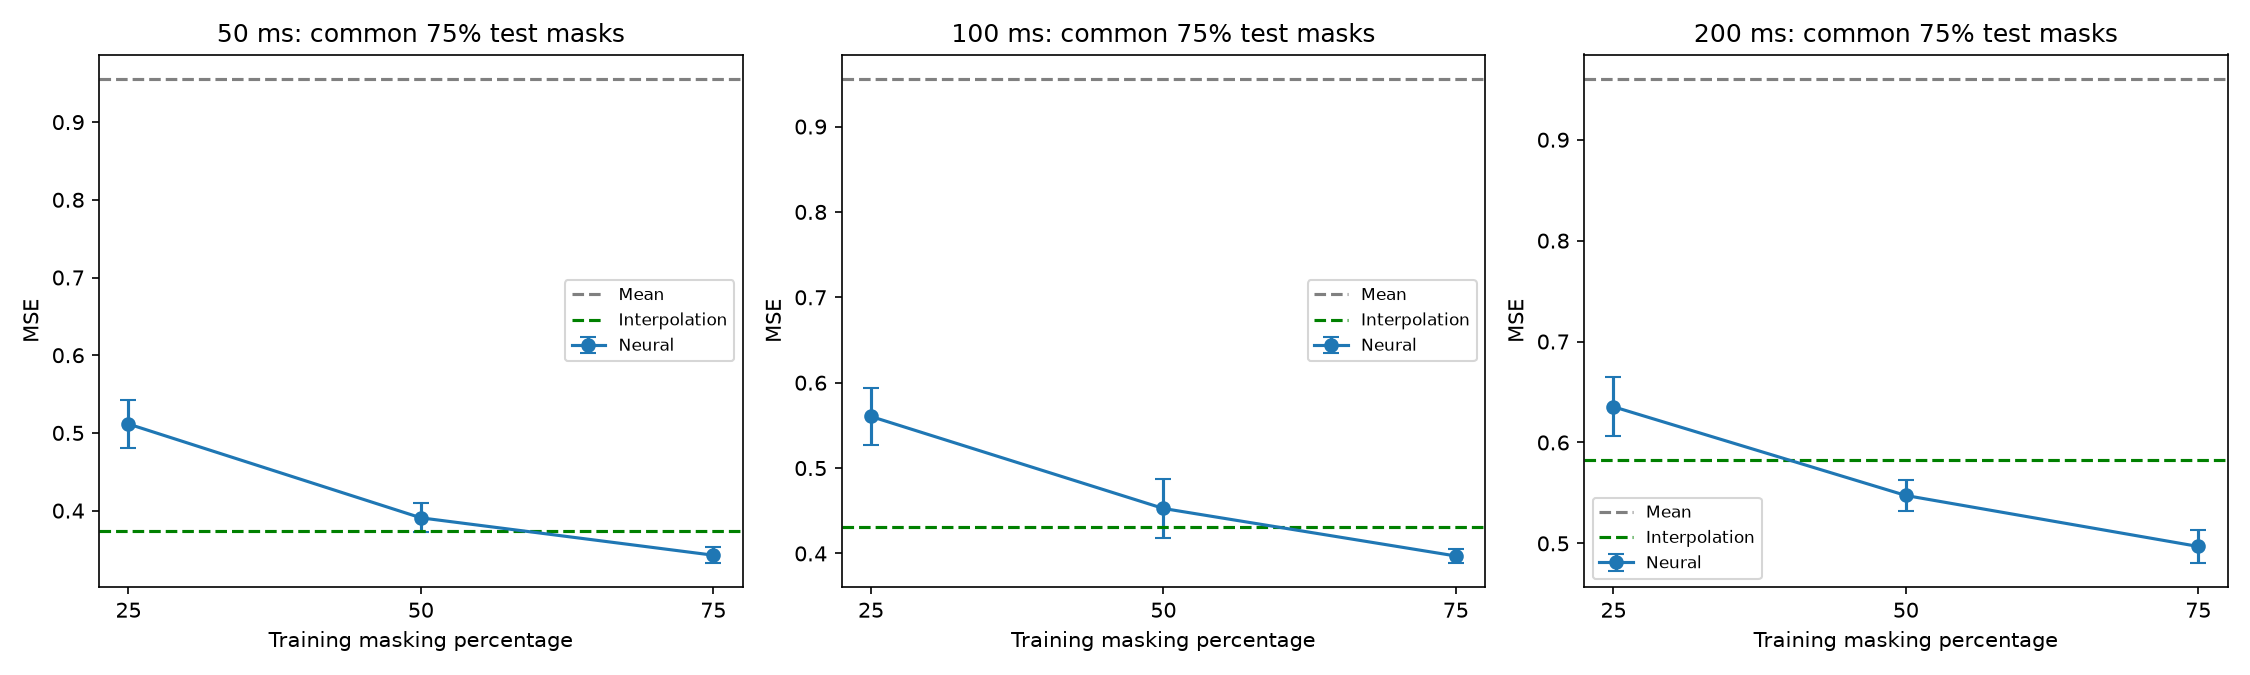 50 ms: common 75% test masks
MSE
0.9
0.8
0.7
0.6
0.5
0.4
Mean
Interpolation
Neural
25
50
75
Training masking percentage
100 ms: common 75% test masks
MSE
0.9
0.8
0.7
0.6
0.5
0.4
Mean
Interpolation
Neural
25
50
75
Training masking percentage
200 ms: common 75% test masks
MSE
0.9
0.8
0.7
0.6
0.5
Mean
Interpolation
Neural
25
50
75
Training masking percentage